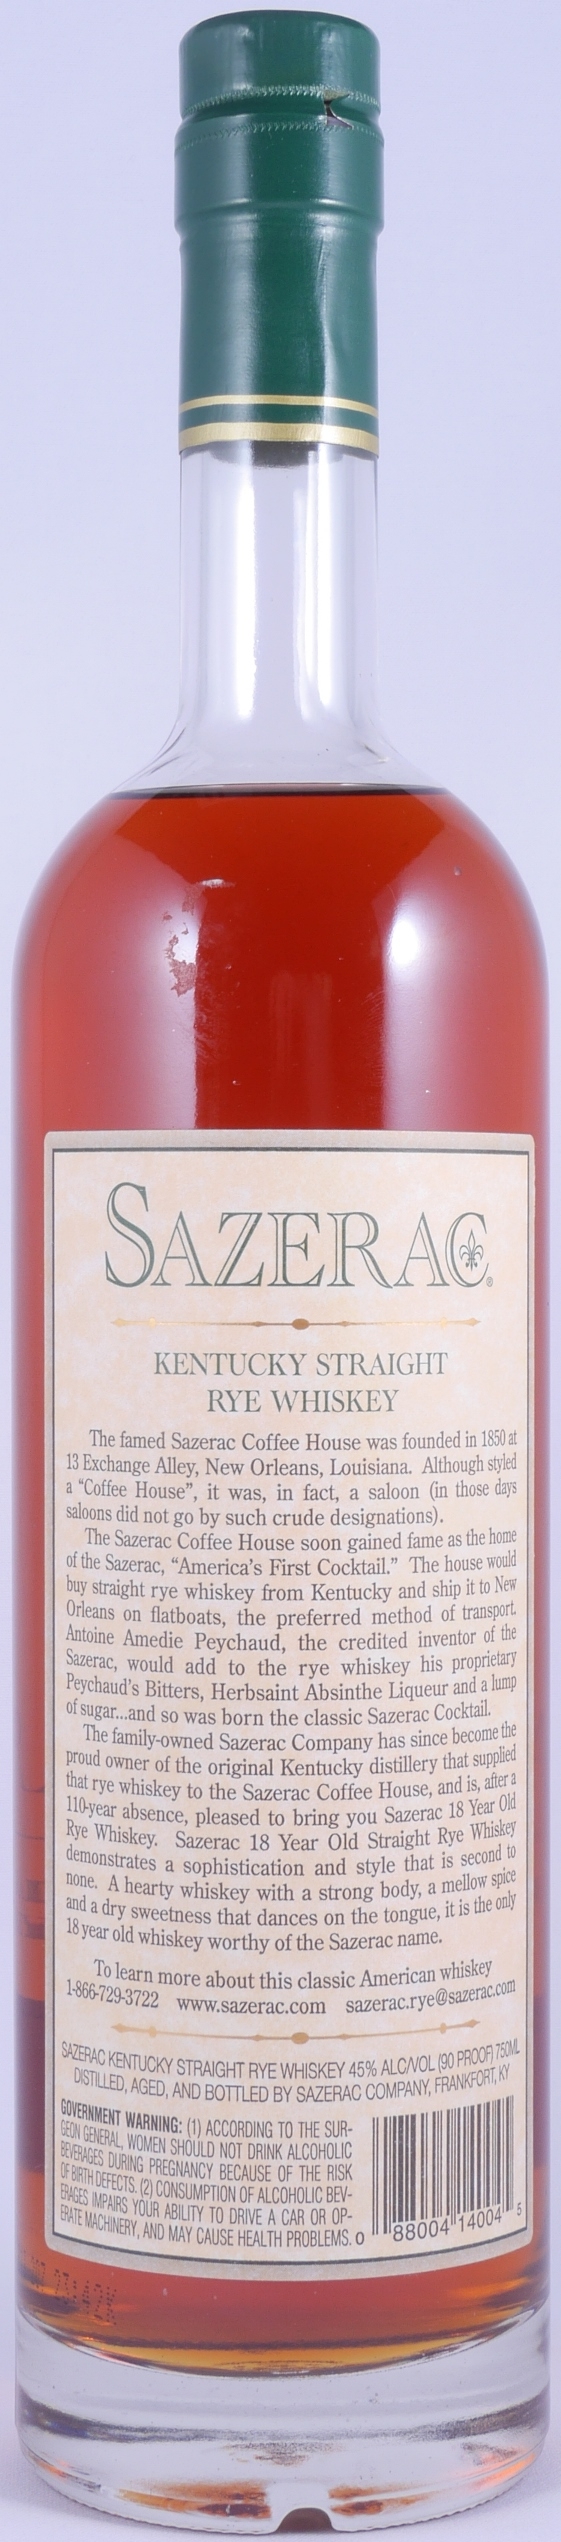 SAZERAC®
KENTUCKY STRAIGHT
RYE WHISKEY
The famed Sazerac Coffee House was founded in 1850 at
13 Exchange Alley, New Orleans, Louisiana. Although styled
a “Coffee House”, it was, in fact, a saloon (in those days
saloons did not go by such crude designations).
The Sazerac Coffee House soon gained fame as the home
of the Sazerac, “America’s First Cocktail.” The house would
buy straight rye whiskey from Kentucky and ship it to New
Orleans on flatboats, the preferred method of transport.
Antoine Amedie Peychaud, the credited inventor of the
Sazerac, would add to the rye whiskey his proprietary
Peychaud’s Bitters, Herbsaint Absinthe Liqueur and a lump
of sugar...and so was born the classic Sazerac Cocktail.
The family-owned Sazerac Company has since become the
proud owner of the original Kentucky distillery that supplied
that rye whiskey to the Sazerac Coffee House, and is, after a
110-year absence, pleased to bring you Sazerac 18 Year Old
Rye Whiskey. Sazerac 18 Year Old Straight Rye Whiskey
demonstrates a sophistication and style that is second to
none. A hearty whiskey with a strong body, a mellow spice
and a dry sweetness that dances on the tongue, it is the only
18 year old whiskey worthy of the Sazerac name.
To learn more about this classic American whiskey
1-866-729-3722 www.sazerac.com sazerac.rye@sazerac.com
SAZERAC KENTUCKY STRAIGHT RYE WHISKEY 45% ALC/VOL (90 PROOF) 750ML
DISTILLED, AGED, AND BOTTLED BY SAZERAC COMPANY, FRANKFORT, KY
GOVERNMENT WARNING: (1) ACCORDING TO THE SUR-
GEON GENERAL, WOMEN SHOULD NOT DRINK ALCOHOLIC
BEVERAGES DURING PREGNANCY BECAUSE OF THE RISK
OF BIRTH DEFECTS. (2) CONSUMPTION OF ALCOHOLIC BEV-
ERAGES IMPAIRS YOUR ABILITY TO DRIVE A CAR OR OP-
ERATE MACHINERY, AND MAY CAUSE HEALTH PROBLEMS.
0 88004 14004 5